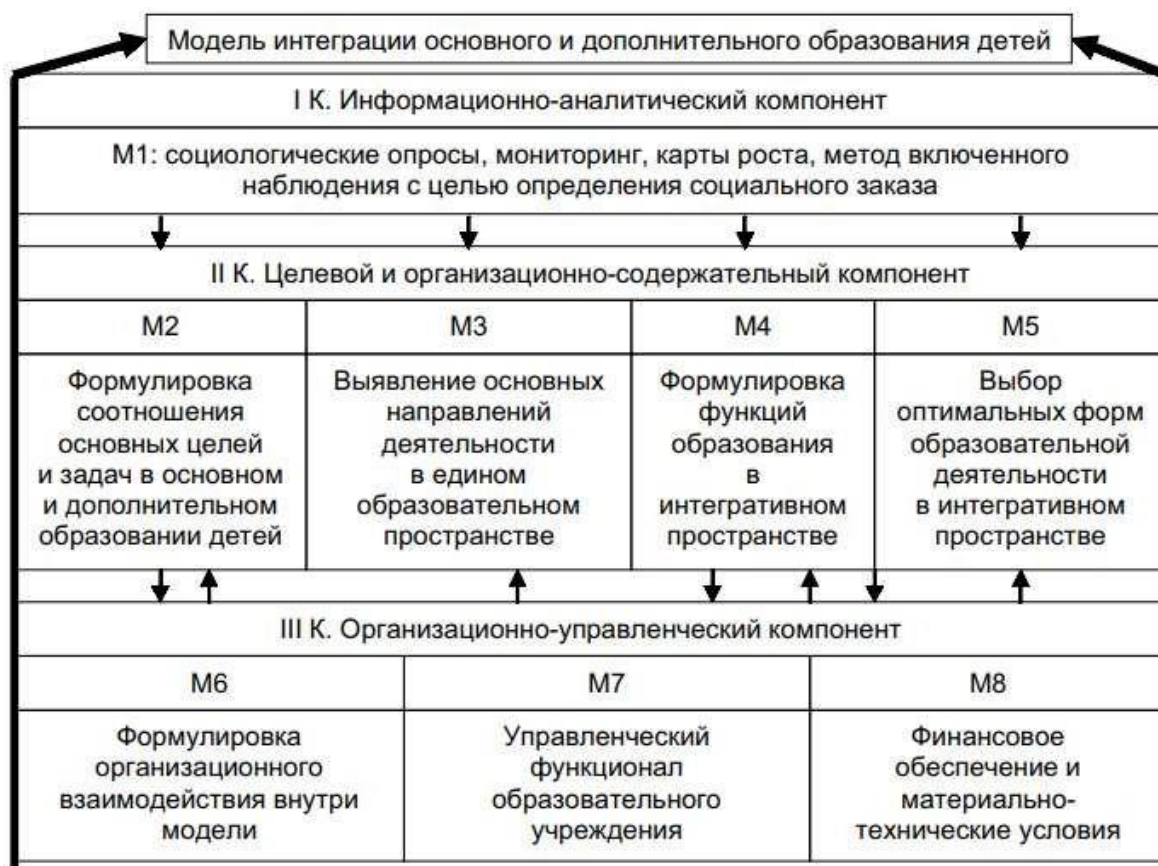 Модель интеграции основного и дополнительного образования детей
I К. Информационно-аналитический компонент
М1: социологические опросы, мониторинг, карты роста, метод включенного
наблюдения с целью определения социального заказа
II К. Целевой и организационно-содержательный компонент
М2
М3
М4
М5
Формулировка
соотношения
основных целей
и задач в основном
и дополнительном
образовании детей
Выявление основных
направлений
деятельности
в едином
образовательном
пространстве
Формулировка
функций
образования
в
интегративном
пространстве
Выбор
оптимальных форм
образовательной
деятельности
в интегративном
пространстве
III К. Организационно-управленческий компонент
М6
М7
М8
Формулировка
организационного
взаимодействия внутри
модели
Управленческий
функционал
образовательного
учреждения
Финансовое
обеспечение и
материально-
технические условия